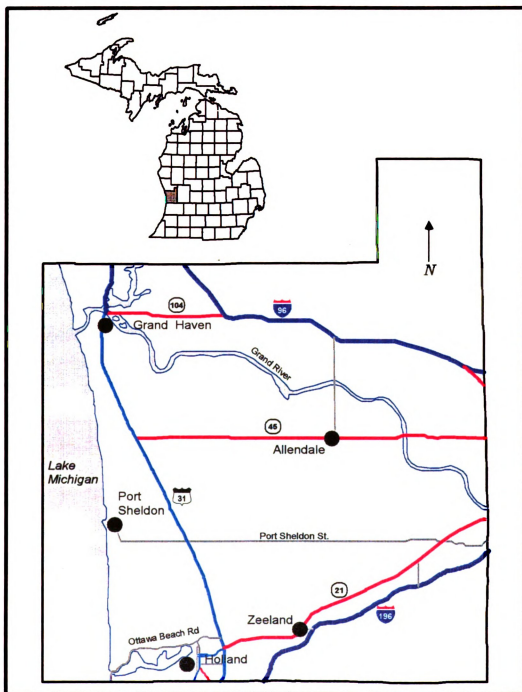 N
104
Grand Haven
96
Grand River
45
Allendale
Lake
Michigan
31
Port
Sheldon
Port Sheldon St.
21
Zeeland
196
Ottawa Beach Rd
Holland